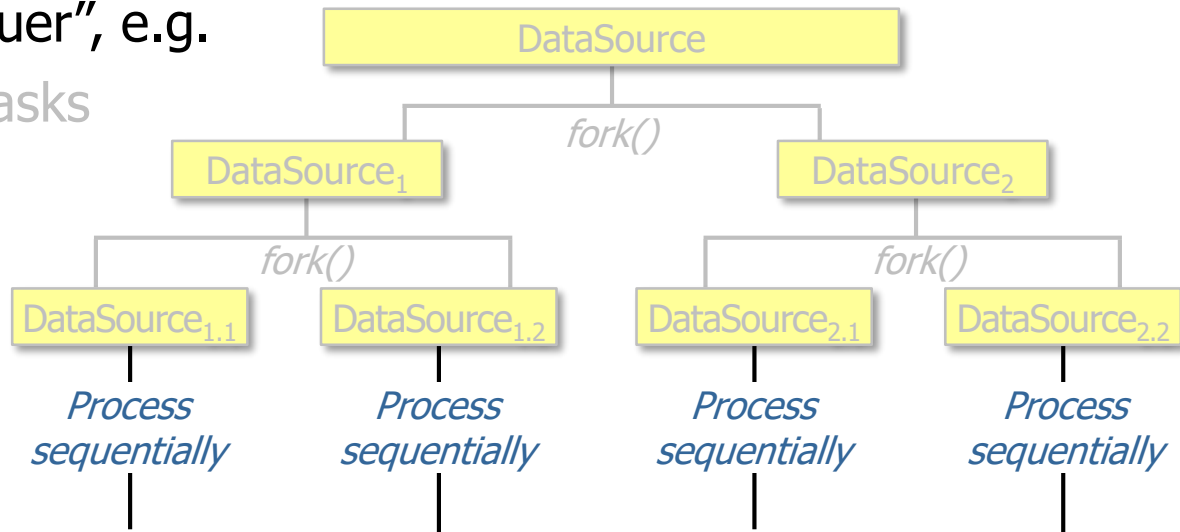 uer”, e.g.
asks
DataSource
fork()
DataSource₁
DataSource₂
fork()
fork()
DataSource₁.₁
DataSource₁.₂
DataSource₂.₁
DataSource₂.₂
Process
sequentially
Process
sequentially
Process
sequentially
Process
sequentially